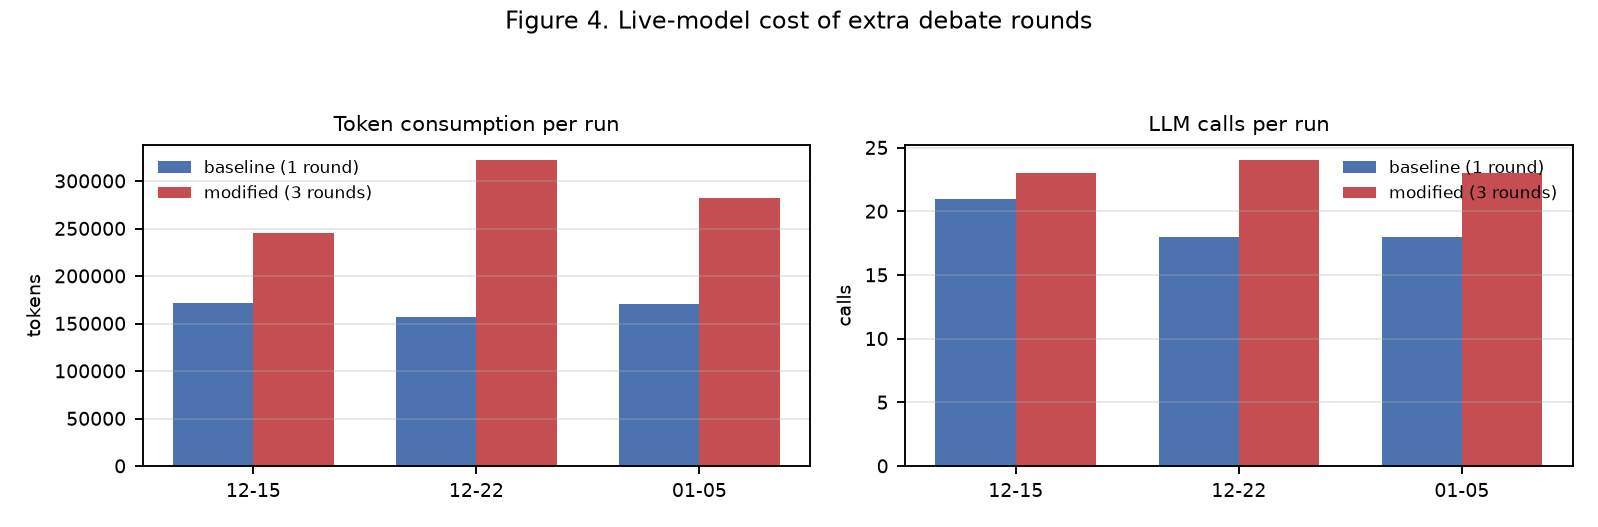 Figure 4. Live-model cost of extra debate rounds
Token consumption per run
tokens
300000
250000
200000
150000
100000
50000
0
baseline (1 round)
modified (3 rounds)
12-15
12-22
01-05
LLM calls per run
calls
25
20
15
10
5
0
baseline (1 round)
modified (3 rounds)
12-15
12-22
01-05